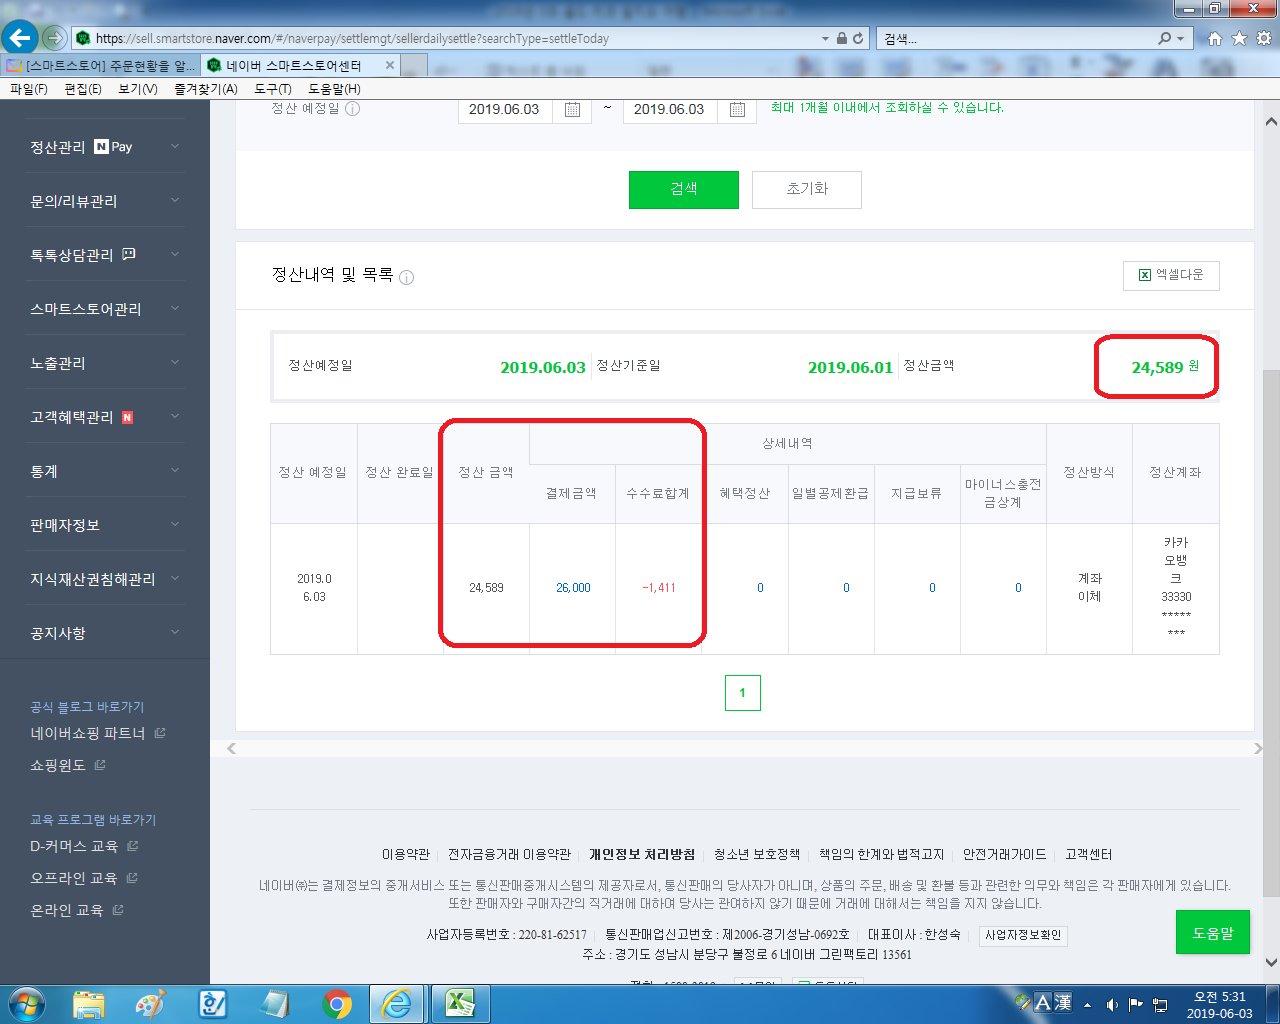 https://sell.smartstore.naver.com/#/naverpay/settlemgt/sellerdailysettle?searchType=settleToday
검색...
[스마트스토어] 주문현황을 알...
네이버 스마트스토어센터
파일(F) 편집(E) 보기(V) 즐겨찾기(A) 도구(T) 도움말(H)
정산 예정일 2019.06.03 ~ 2019.06.03 최대 1개월 이내에서 조회하실 수 있습니다.
검색 초기화
정산관리 N Pay
문의/리뷰관리
톡톡상담관리
스마트스토어관리
노출관리
고객혜택관리 N
통계
판매자정보
지식재산권침해관리
공지사항
공식 블로그 바로가기
네이버쇼핑 파트너
쇼핑윈도
교육 프로그램 바로가기
D-커머스 교육
오프라인 교육
온라인 교육
정산내역 및 목록
엑셀다운
정산예정일 2019.06.03 정산기준일 2019.06.01 정산금액 24,589 원
정산 예정일 정산 완료일 정산 금액 상세내역 정산방식 정산계좌
결제금액 수수료합계 혜택정산 일별공제환급 지급보류 마이너스충전
금상계
2019.0
6.03
24,589 26,000 -1,411 0 0 0 0
계좌
이체
카카
오뱅
크
33330
*****
***
1
이용약관 전자금융거래 이용약관 개인정보 처리방침 청소년 보호정책 책임의 한계와 법적고지 안전거래가이드 고객센터
네이버㈜는 결제정보의 중개서비스 또는 통신판매중개시스템의 제공자로서, 통신판매의 당사자가 아니며, 상품의 주문, 배송 및 환불 등과 관련한 의무와 책임은 각 판매자에게 있습니다.
또한 판매자와 구매자간의 직거래에 대하여 당사는 관여하지 않기 때문에 거래에 대해서는 책임을 지지 않습니다.
사업자등록번호 : 220-81-62517 통신판매업신고번호 : 제2006-경기성남-0692호 대표이사 : 한성숙 사업자정보확인
주소 : 경기도 성남시 분당구 불정로 6 네이버 그린팩토리 13561
도움말
A 漢
오전 5:31
2019-06-03